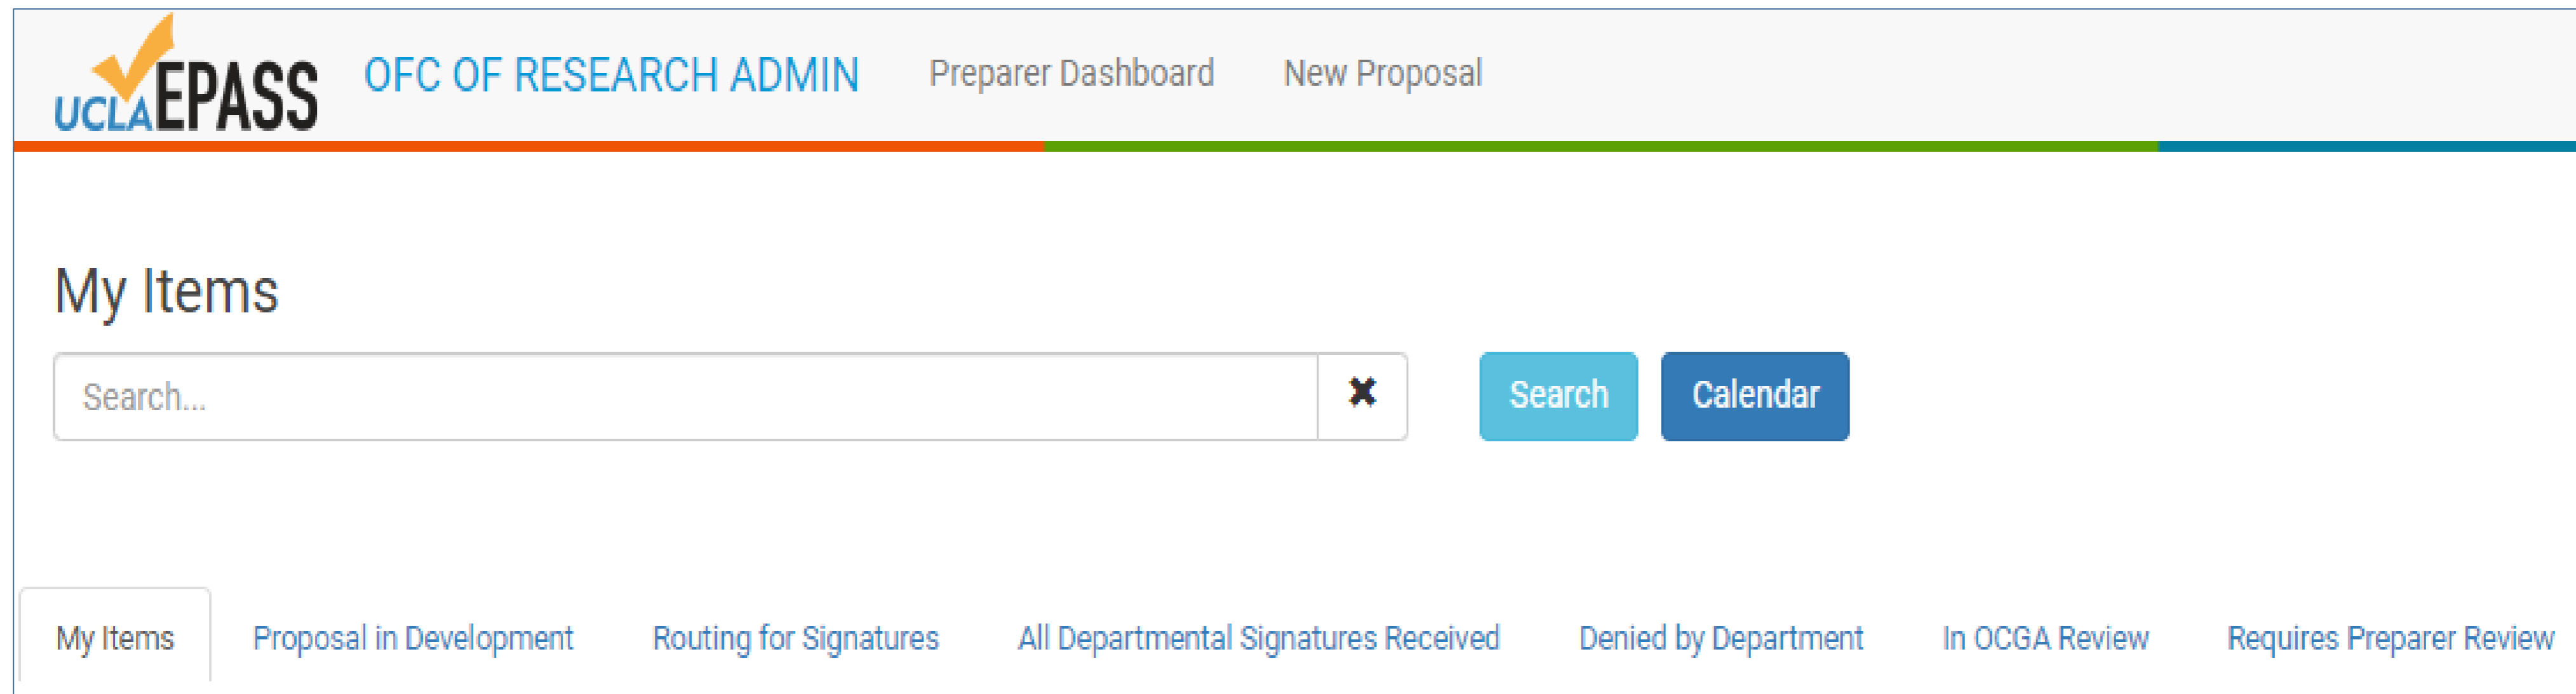 UCLA EPASS OFC OF RESEARCH ADMIN Preparer Dashboard New Proposal
My Items
Search... ✖ Search Calendar
My Items Proposal in Development Routing for Signatures All Departmental Signatures Received Denied by Department In OCGA Review Requires Preparer Review